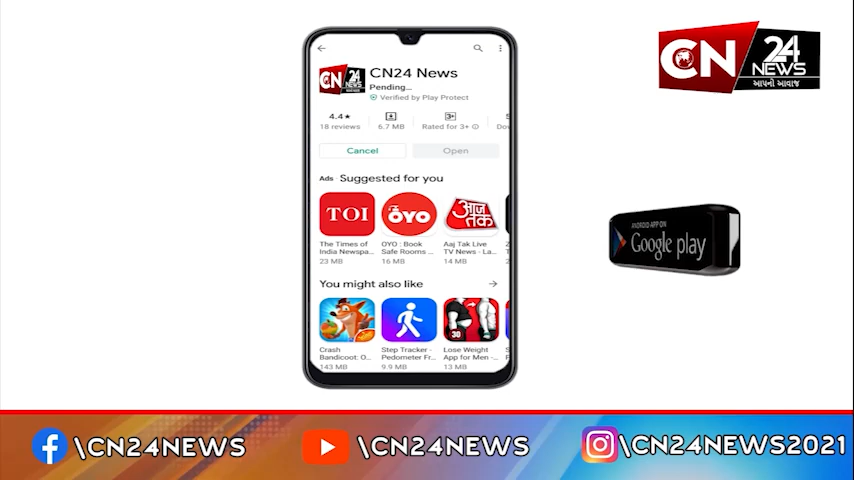 CN24 News
Pending...
Verified by Play Protect
4.4★
18 reviews
6.7 MB
3+
Rated for 3+
Cancel
Open
Ads · Suggested for you
TOI
OYO
आज तक
The Times of India Newspa...
23 MB
OYO : Book Safe Rooms ...
16 MB
Aaj Tak Live TV News - La...
14 MB
You might also like
30
Crash Bandicoot: O...
143 MB
Step Tracker - Pedometer Fr...
9.9 MB
Lose Weight App for Men -...
13 MB
CN 24 NEWS
આપનો અવાજ
ANDROID APP ON
Google play
\CN24NEWS
\CN24NEWS
\CN24NEWS2021